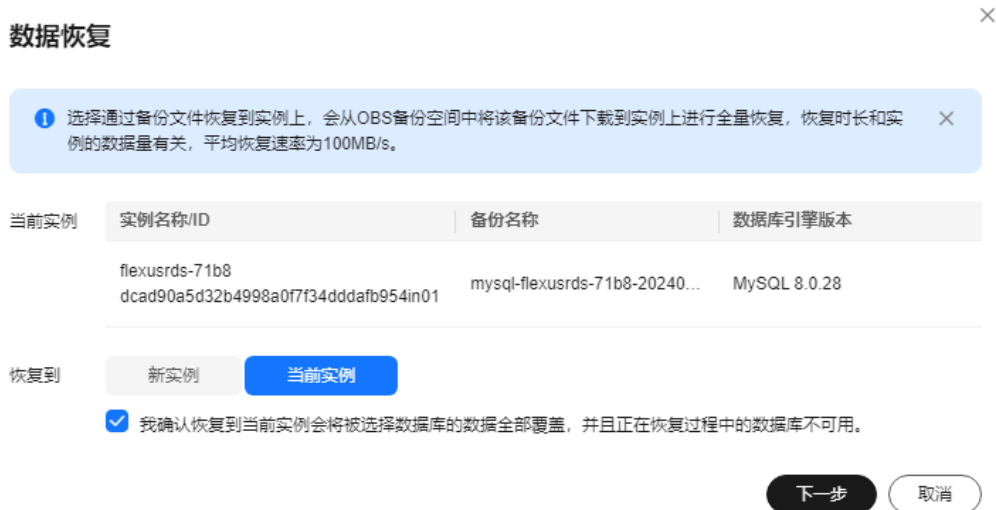 数据恢复
选择通过备份文件恢复到实例上，会从OBS备份空间中将该备份文件下载到实例上进行全量恢复，恢复时长和实
例的数据量有关，平均恢复速率为100MB/s。
当前实例
实例名称/ID 备份名称 数据库引擎版本
flexusrds-71b8
dcad90a5d32b4998a0f7f34dddafb954in01
mysql-flexusrds-71b8-20240...
MySQL 8.0.28
恢复到
新实例 当前实例
我确认恢复到当前实例会将被选择数据库的数据全部覆盖，并且正在恢复过程中的数据库不可用。
下一步 取消